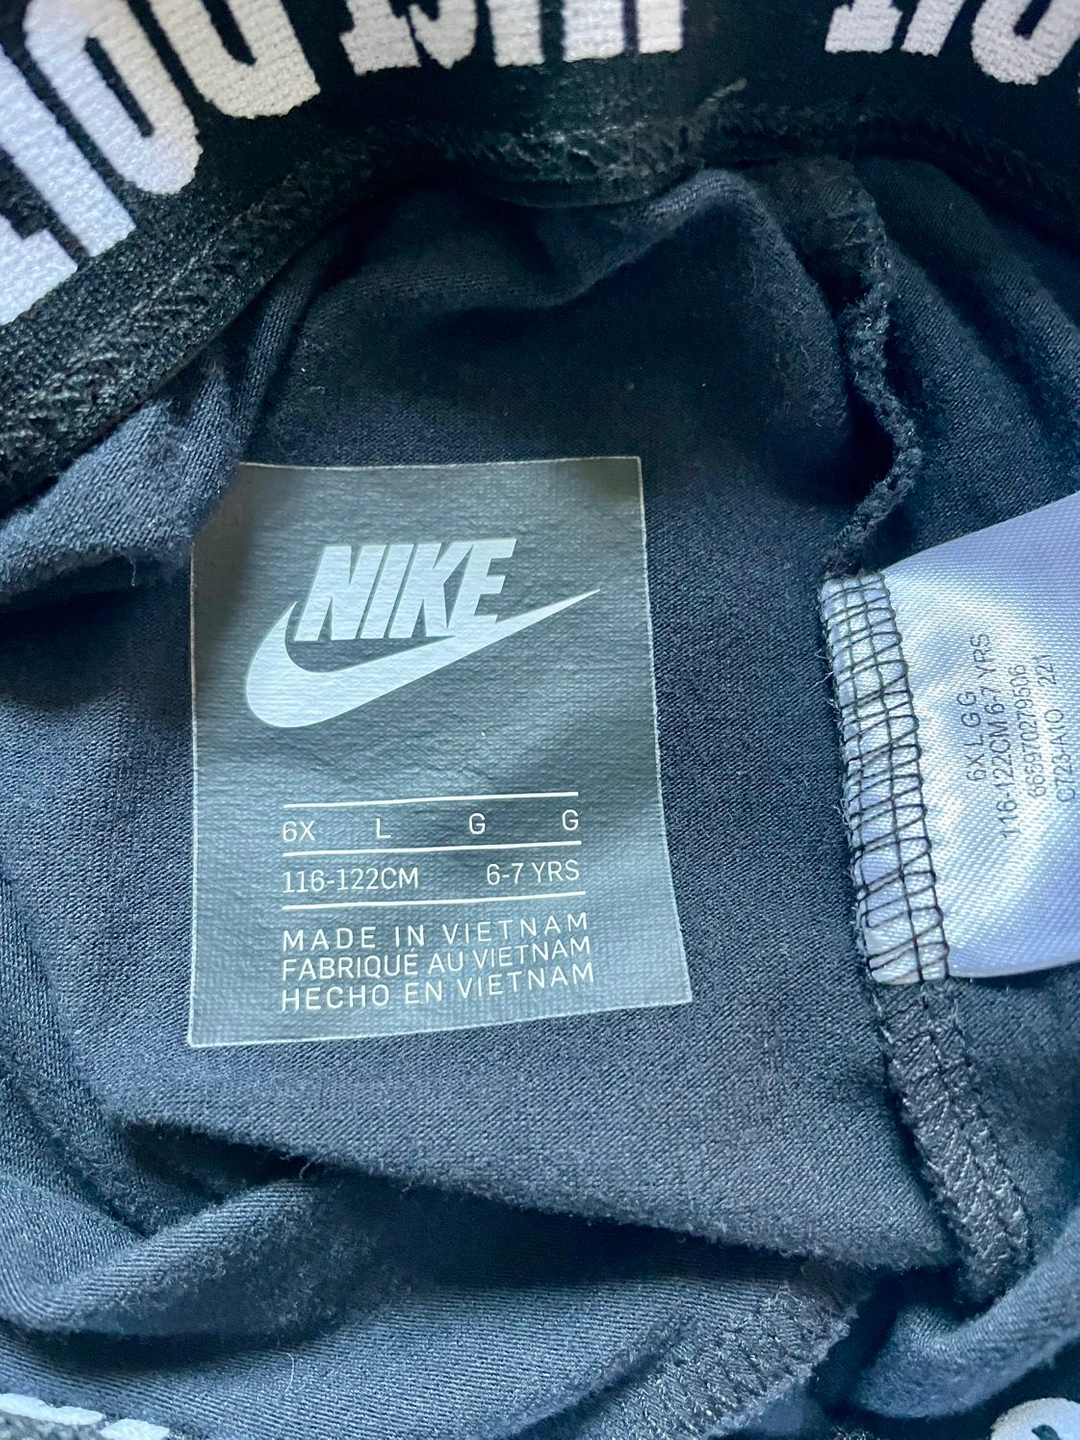 NIKE
6X L G G
116-122CM 6-7 YRS
MADE IN VIETNAM
FABRIQUÉ AU VIETNAM
HECHO EN VIETNAM
6X L G G
116-122CM 6-7 YRS
665970279506